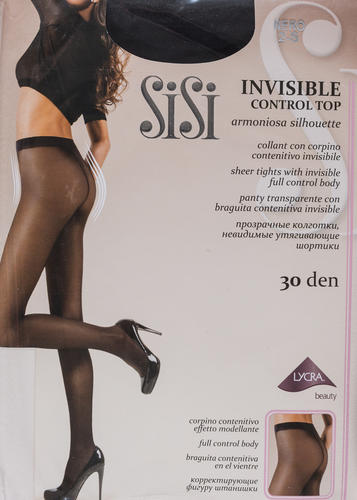 NERO
SiSi
INVISIBLE
CONTROL TOP
armoniosa silhouette
collant con corpino
contenitivo invisibile
sheer tights with invisible
full control body
panty transparente con
braguita contenitiva invisible
прозрачные колготки,
невидимые утягивающие
шортики
30 den
LYCRA
beauty
corpino contenitivo
effetto modellante
full control body
braguita contenitiva
en el vientre
корректирующие
фигуру штанишки